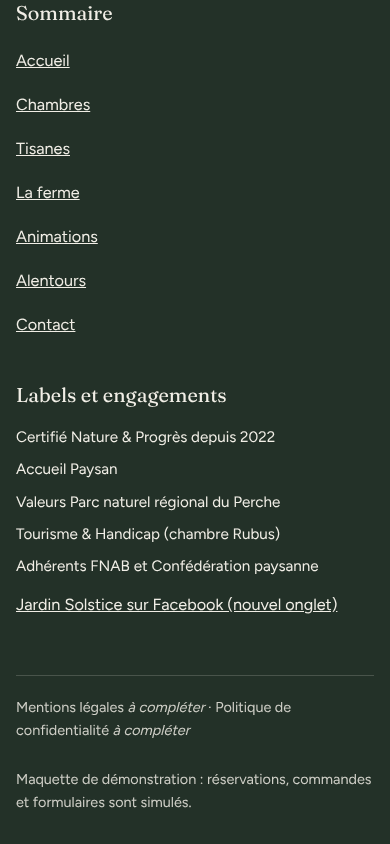 Sommaire
Accueil
Chambres
Tisanes
La ferme
Animations
Alentours
Contact
Labels et engagements
Certifié Nature & Progrès depuis 2022
Accueil Paysan
Valeurs Parc naturel régional du Perche
Tourisme & Handicap (chambre Rubus)
Adhérents FNAB et Confédération paysanne
Jardin Solstice sur Facebook (nouvel onglet)
Mentions légales à compléter · Politique de
confidentialité à compléter
Maquette de démonstration : réservations, commandes
et formulaires sont simulés.